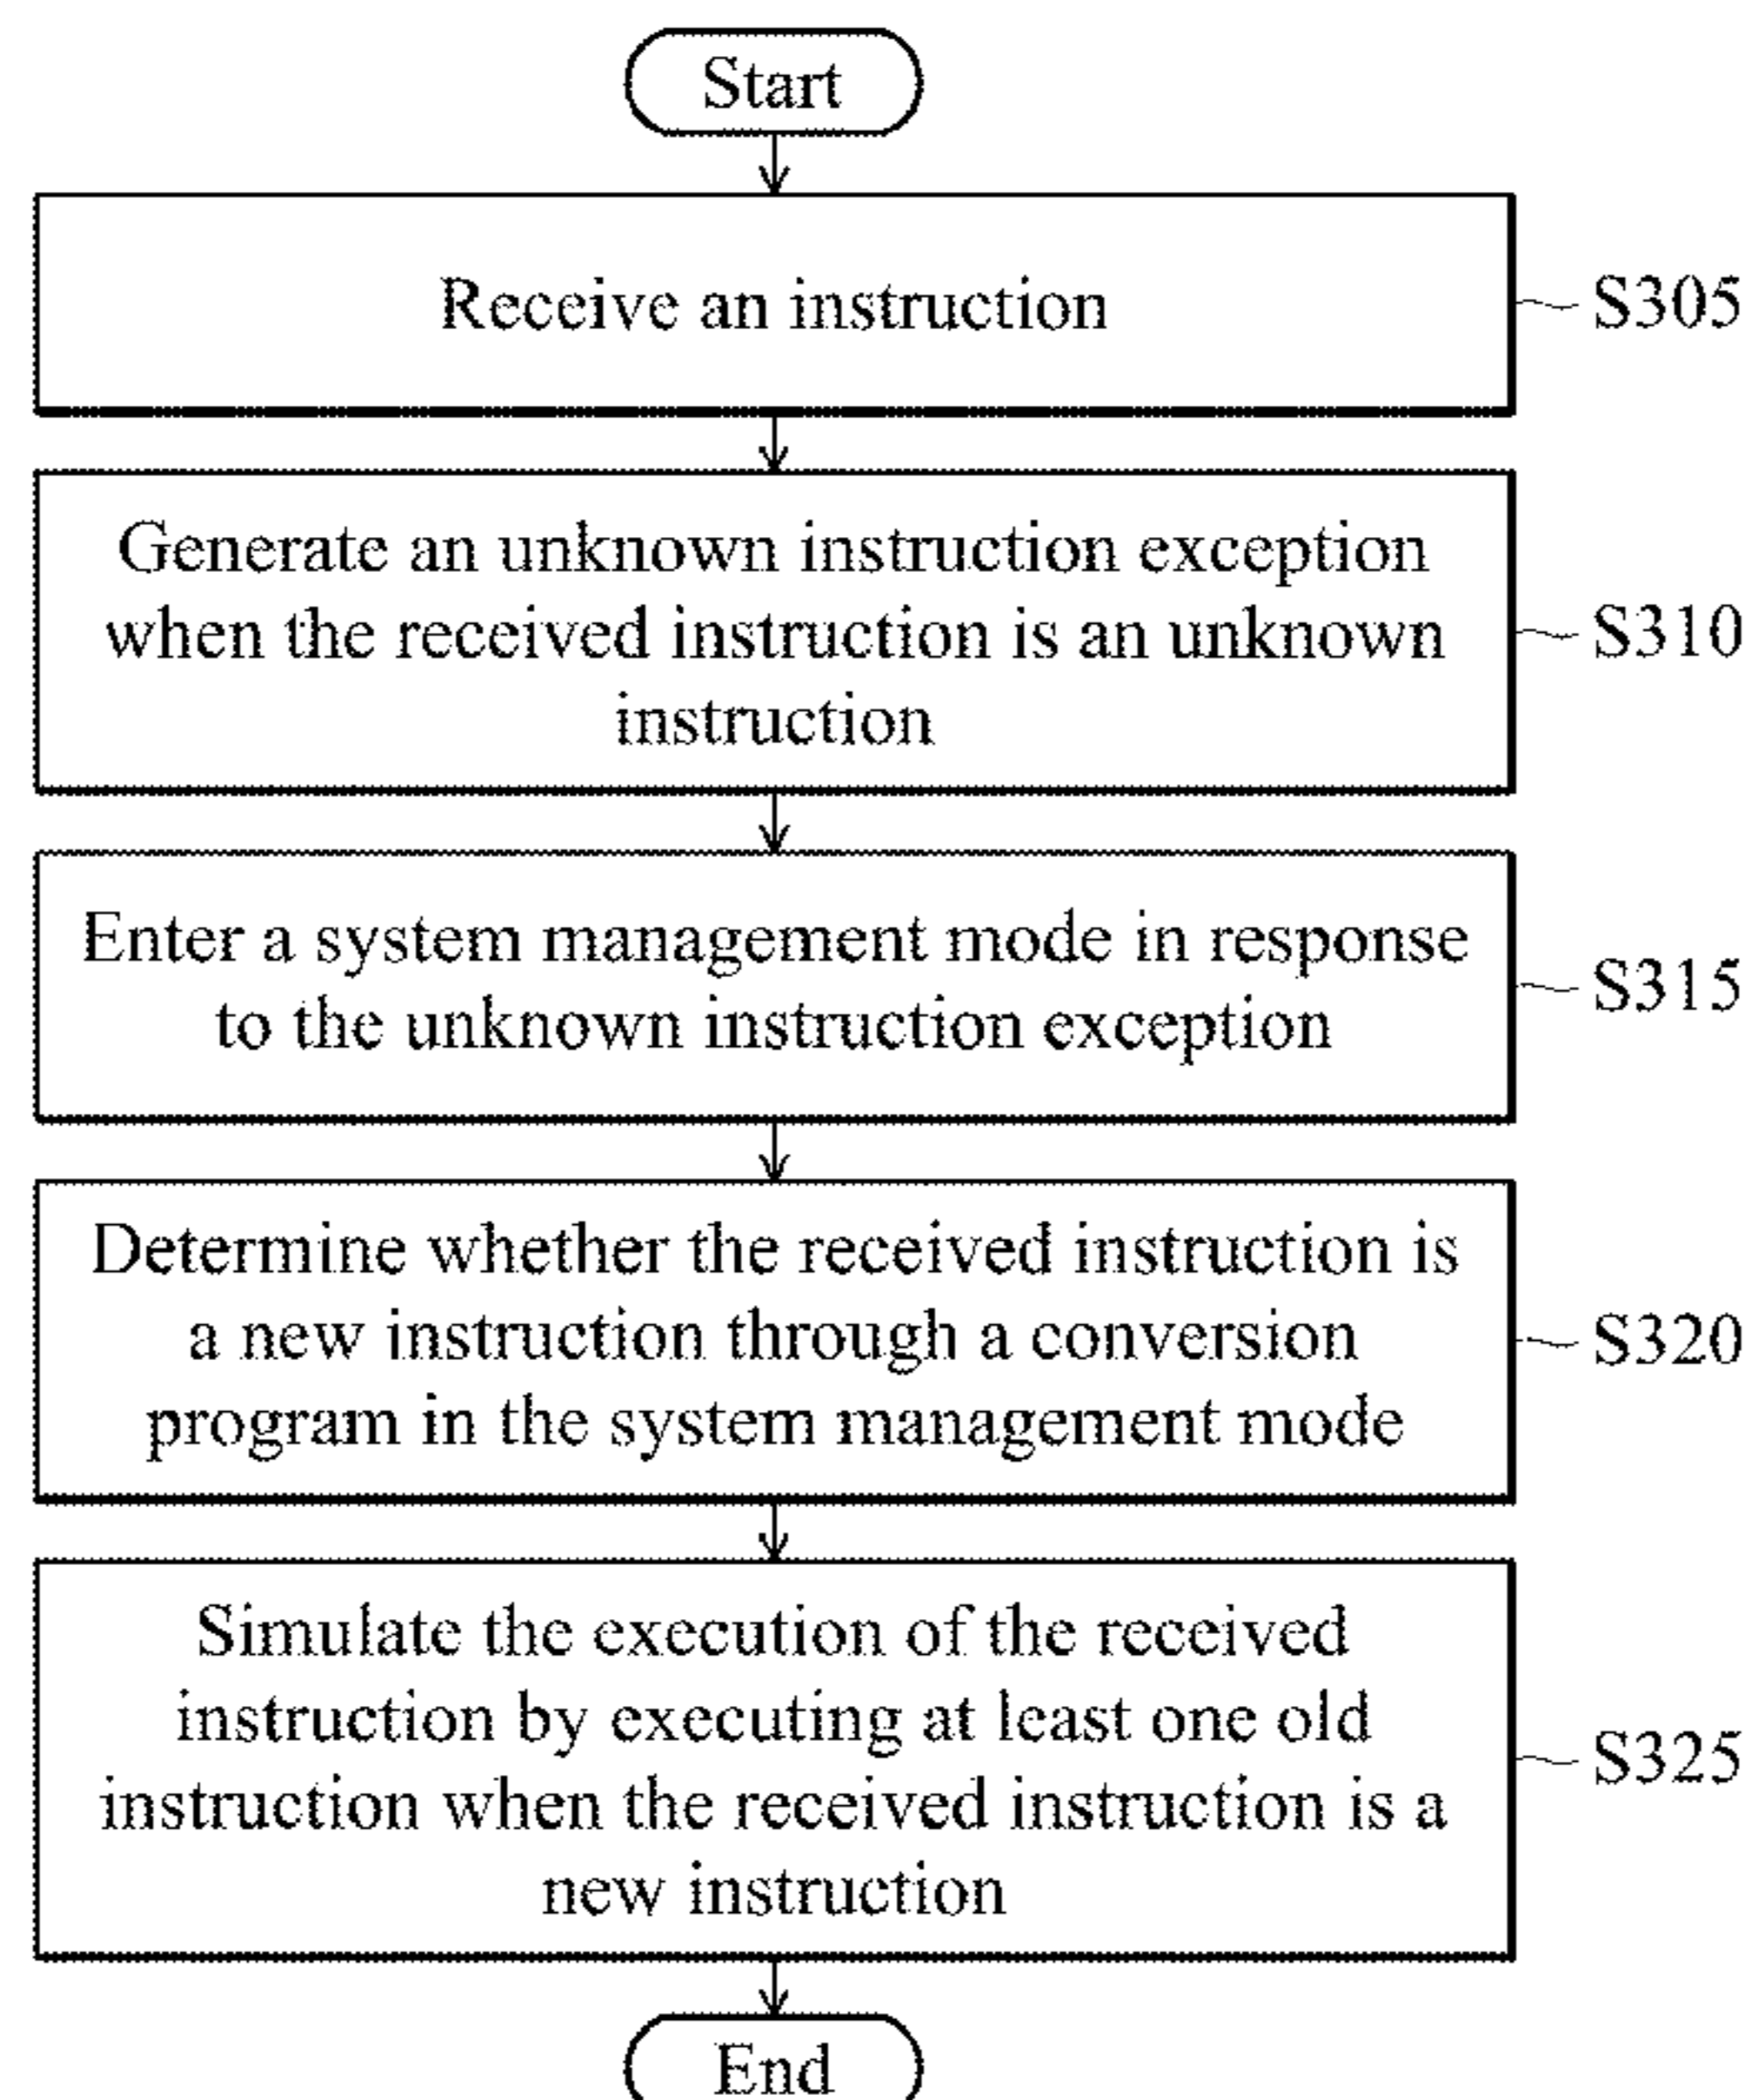 Start
Receive an instruction
S305
Generate an unknown instruction exception
when the received instruction is an unknown
instruction
S310
Enter a system management mode in response
to the unknown instruction exception
S315
Determine whether the received instruction is
a new instruction through a conversion
program in the system management mode
S320
Simulate the execution of the received
instruction by executing at least one old
instruction when the received instruction is a
new instruction
S325
End